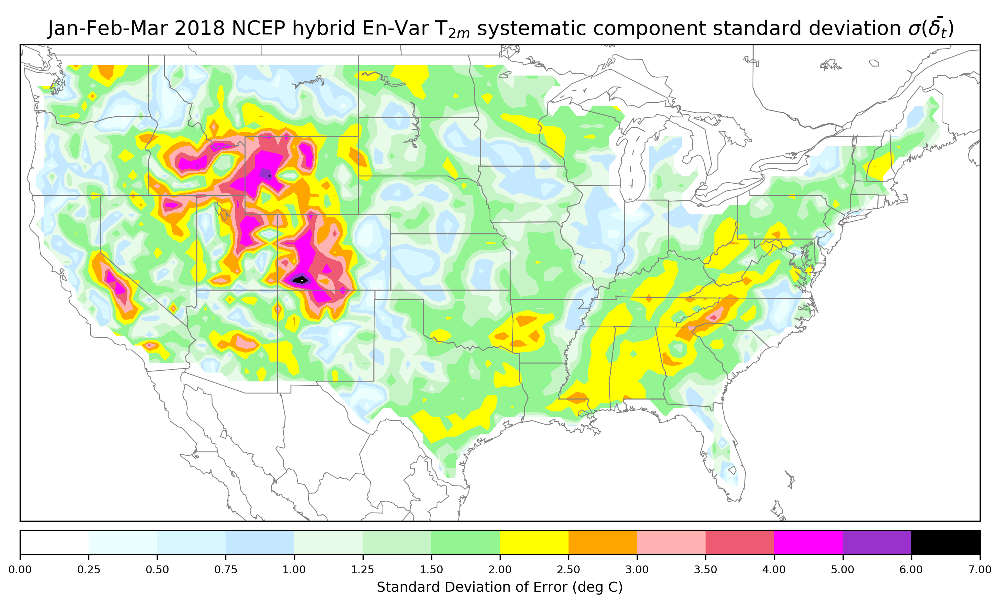 Jan-Feb-Mar 2018 NCEP hybrid En-Var T₂ₘ systematic component standard deviation σ(δ̄ₜ)
0.00 0.25 0.50 0.75 1.00 1.25 1.50 2.00 2.50 3.00 3.50 4.00 5.00 6.00 7.00
Standard Deviation of Error (deg C)